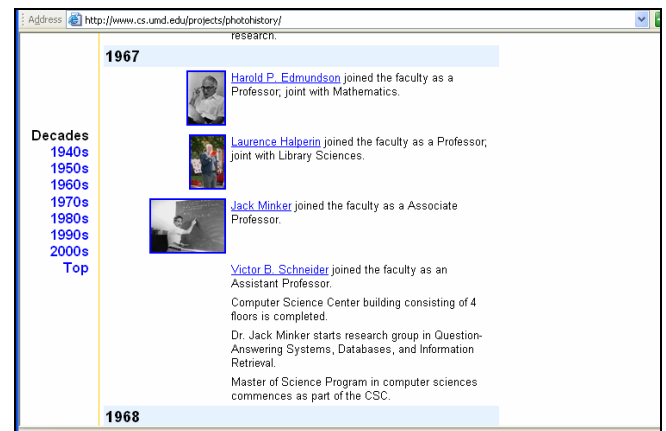 Address http://www.cs.umd.edu/projects/photohistory/
research.
1967
Harold P. Edmundson joined the faculty as a
Professor; joint with Mathematics.
Laurence Halperin joined the faculty as a Professor;
joint with Library Sciences.
Jack Minker joined the faculty as a Associate
Professor.
Decades
1940s
1950s
1960s
1970s
1980s
1990s
2000s
Top
Victor B. Schneider joined the faculty as an
Assistant Professor.
Computer Science Center building consisting of 4
floors is completed.
Dr. Jack Minker starts research group in Question-
Answering Systems, Databases, and Information
Retrieval.
Master of Science Program in computer sciences
commences as part of the CSC.
1968